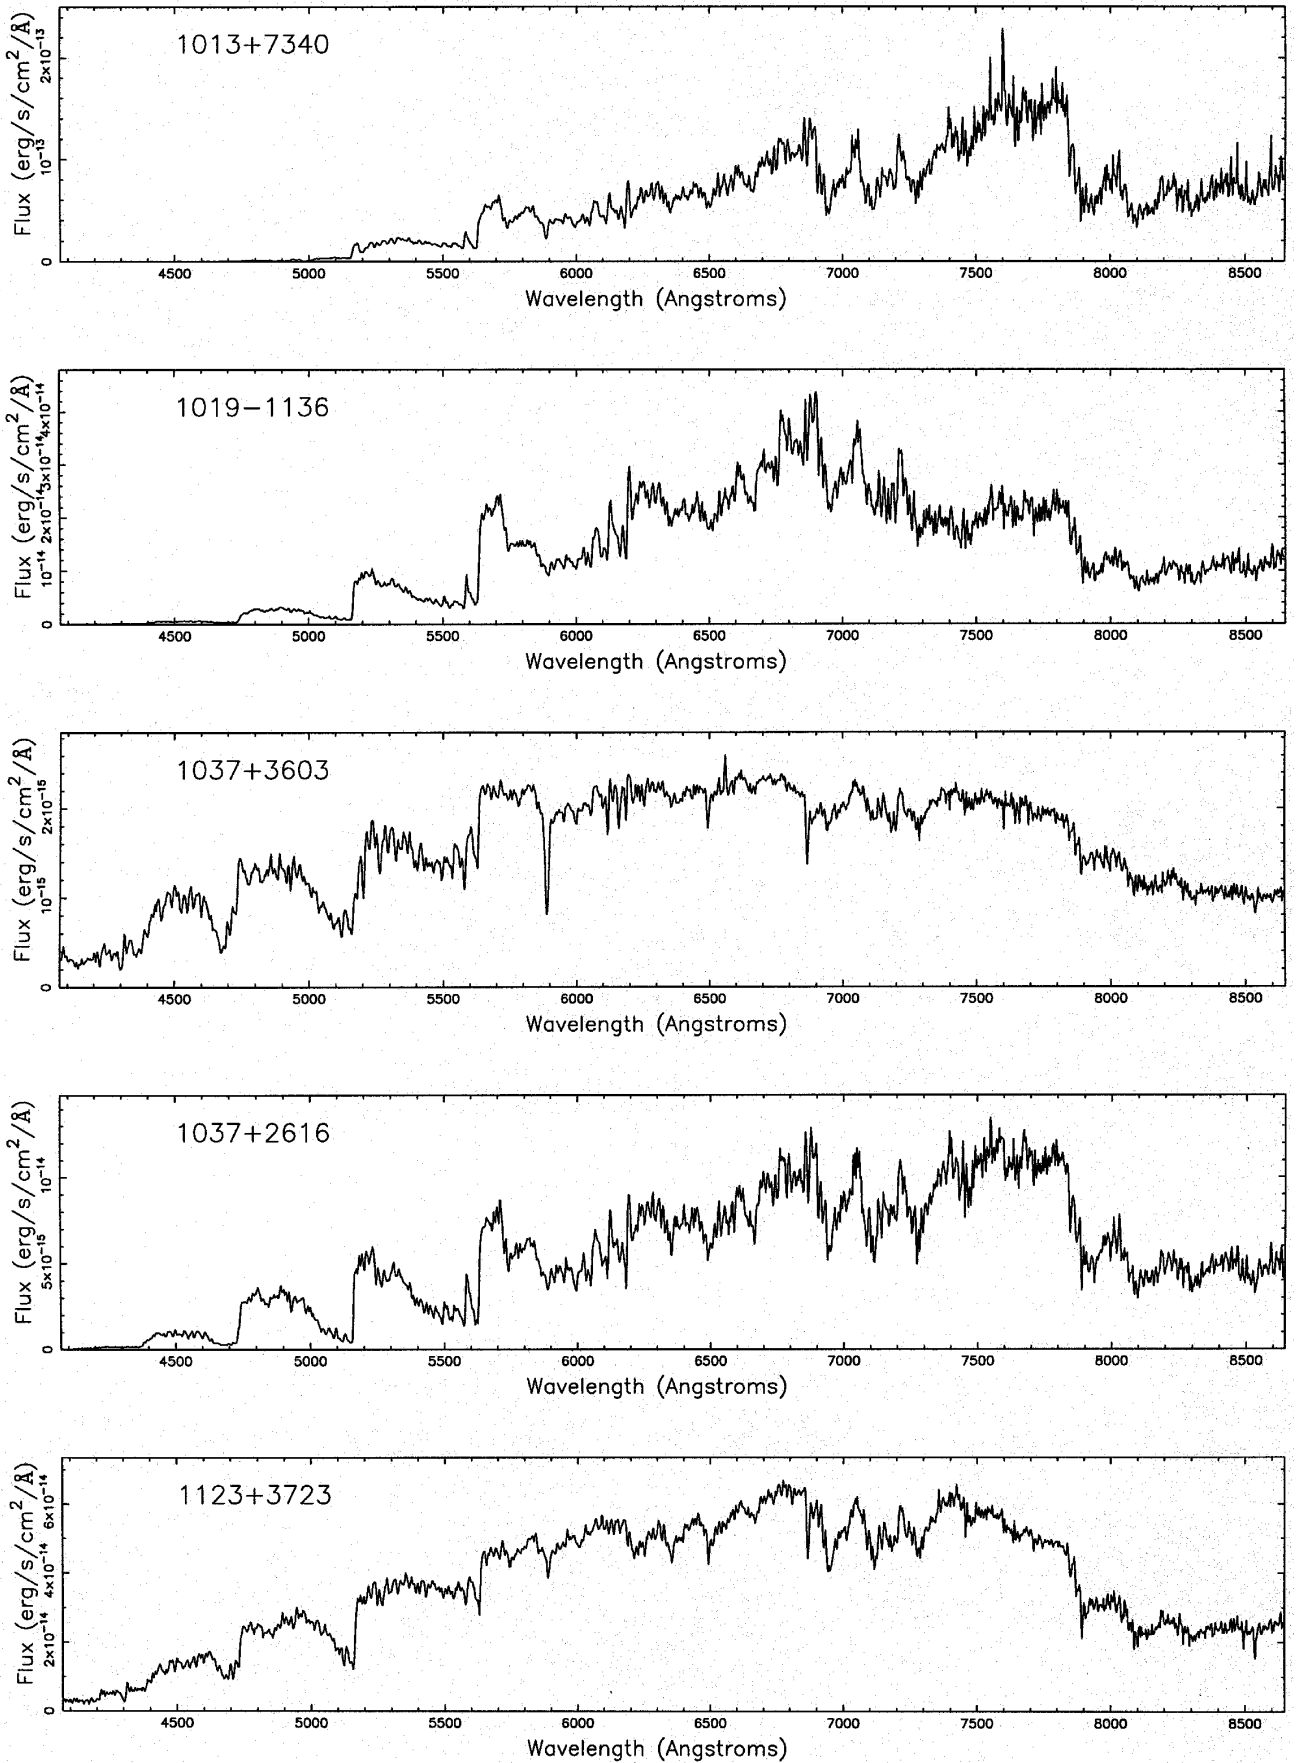 1013+7340
Flux (erg/s/cm²/Å)
0 10⁻¹³ 2x10⁻¹³
4500 5000 5500 6000 6500 7000 7500 8000 8500
Wavelength (Angstroms)
1019−1136
Flux (erg/s/cm²/Å)
0 10⁻¹⁴ 2x10⁻¹⁴ 3x10⁻¹⁴ 4x10⁻¹⁴
4500 5000 5500 6000 6500 7000 7500 8000 8500
Wavelength (Angstroms)
1037+3603
Flux (erg/s/cm²/Å)
0 10⁻¹⁵ 2x10⁻¹⁵
4500 5000 5500 6000 6500 7000 7500 8000 8500
Wavelength (Angstroms)
1037+2616
Flux (erg/s/cm²/Å)
0 5x10⁻¹⁵ 10⁻¹⁴
4500 5000 5500 6000 6500 7000 7500 8000 8500
Wavelength (Angstroms)
1123+3723
Flux (erg/s/cm²/Å)
0 2x10⁻¹⁴ 4x10⁻¹⁴ 6x10⁻¹⁴
4500 5000 5500 6000 6500 7000 7500 8000 8500
Wavelength (Angstroms)